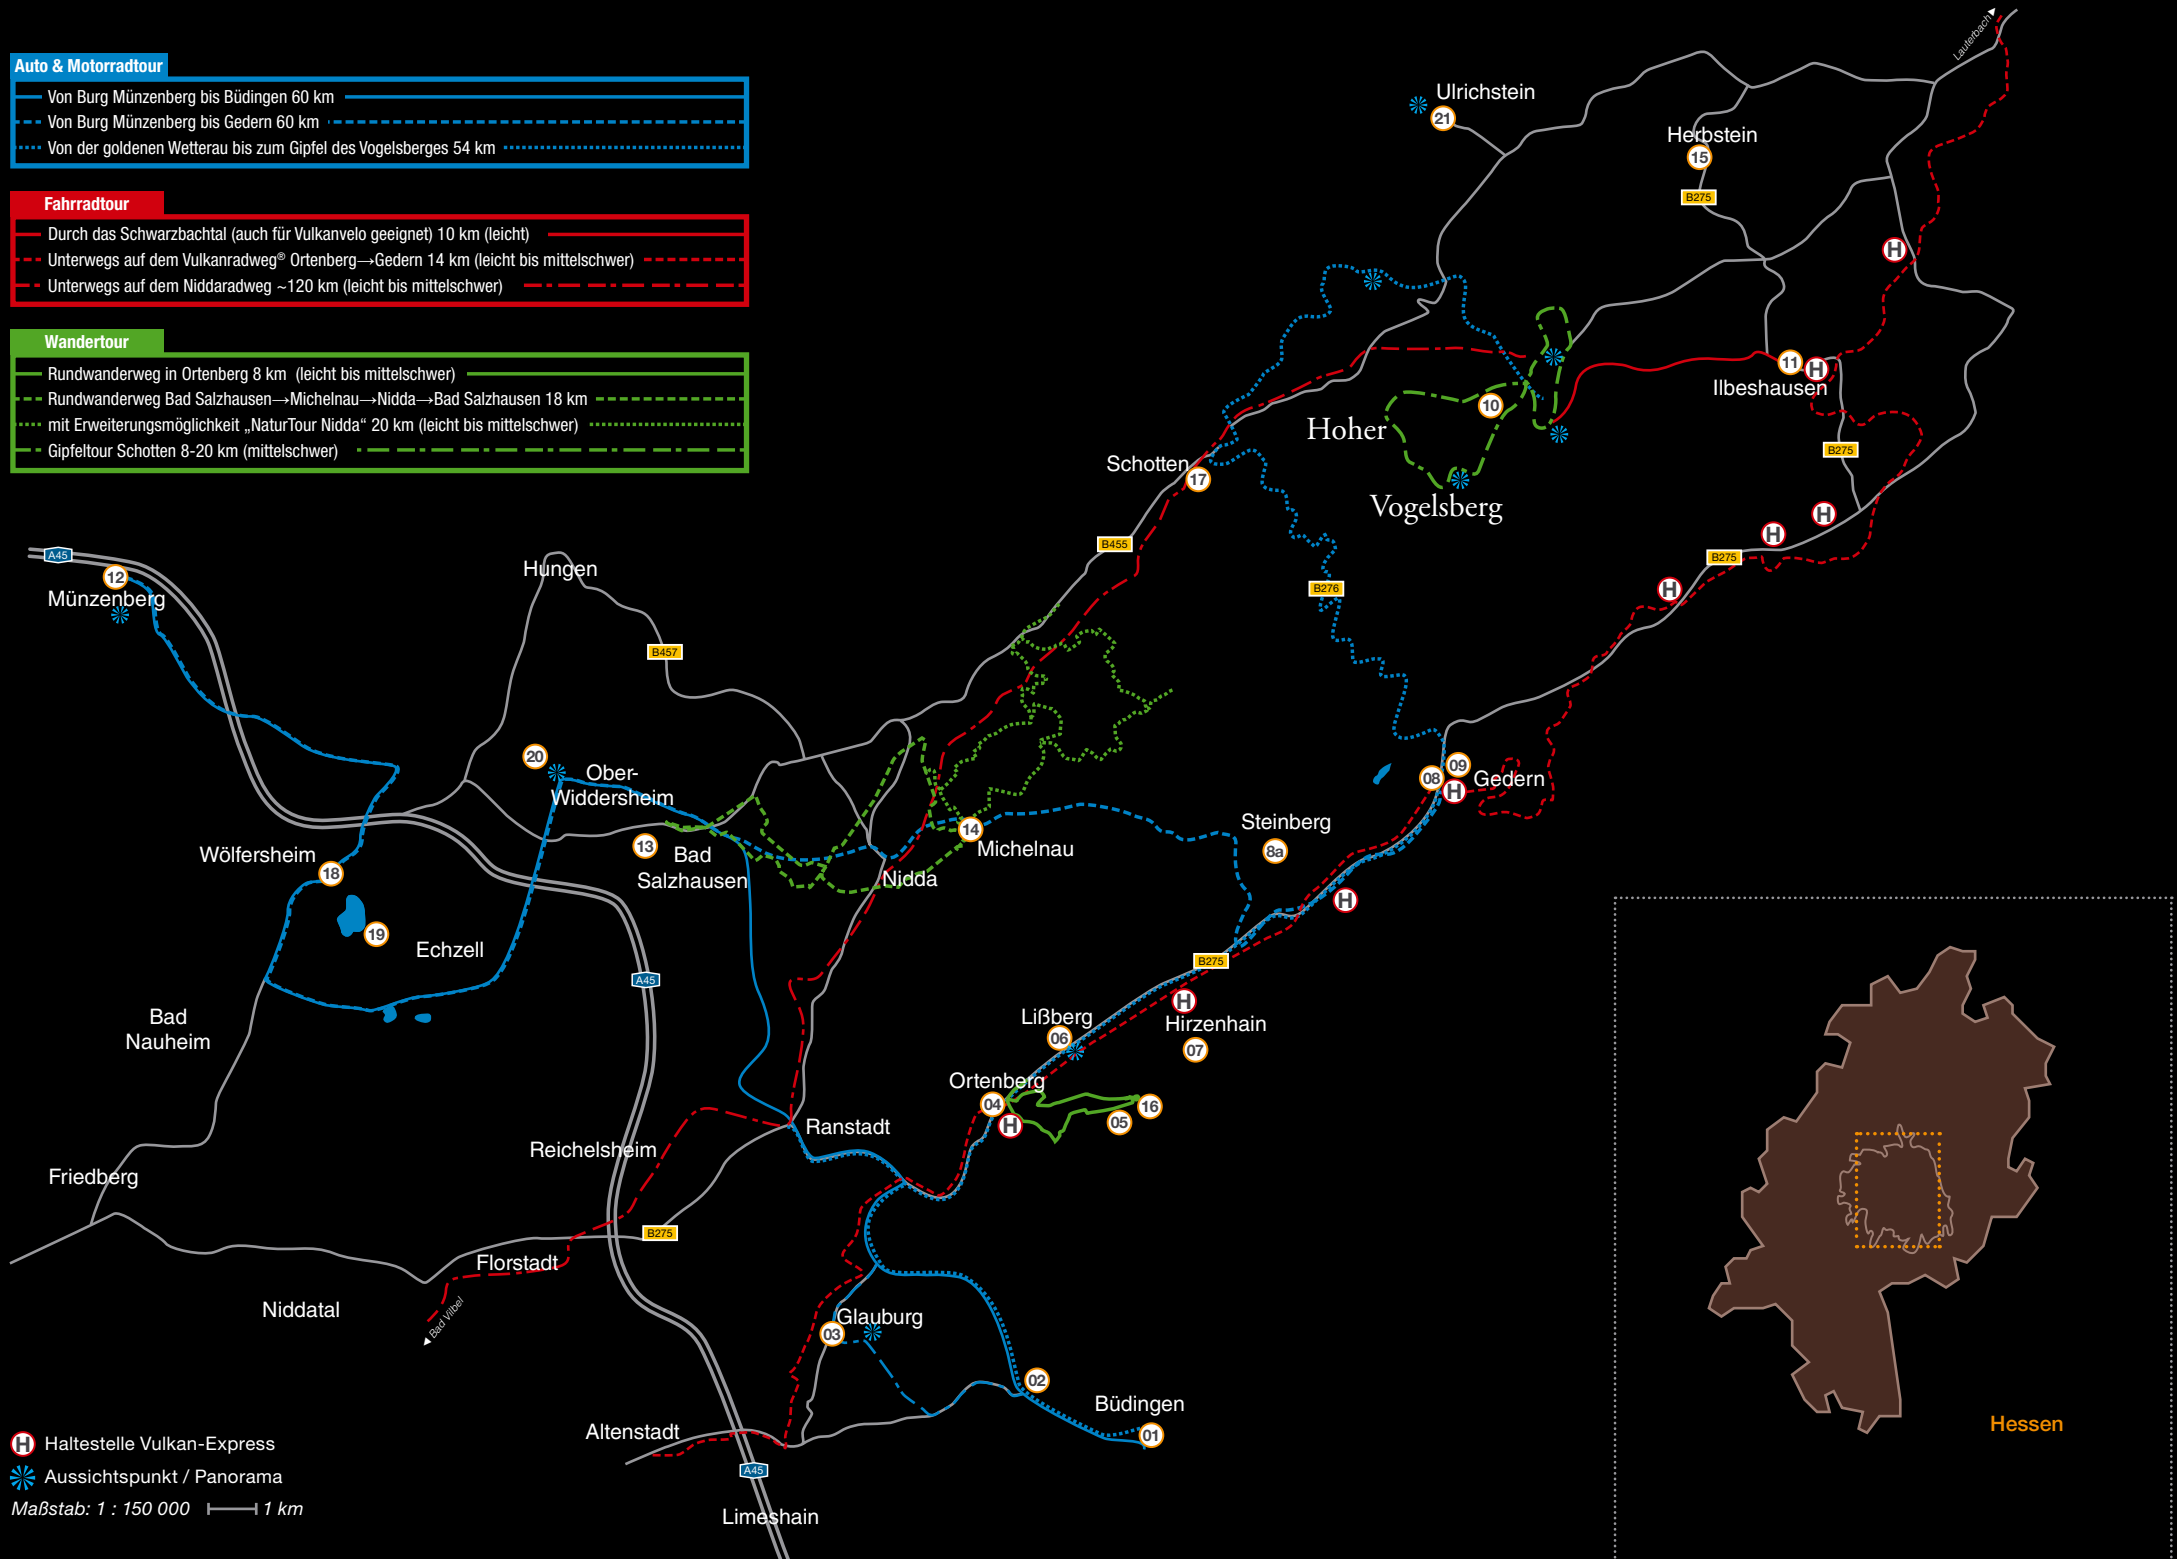 Auto & Motorradtour
Von Burg Münzenberg bis Büdingen 60 km
Von Burg Münzenberg bis Gedern 60 km
Von der goldenen Wetterau bis zum Gipfel des Vogelsberges 54 km
Fahrradtour
Durch das Schwarzbachtal (auch für Vulkanvelo geeignet) 10 km (leicht)
Unterwegs auf dem Vulkanradweg® Ortenberg→Gedern 14 km (leicht bis mittelschwer)
Unterwegs auf dem Niddaradweg ~120 km (leicht bis mittelschwer)
Wandertour
Rundwanderweg in Ortenberg 8 km (leicht bis mittelschwer)
Rundwanderweg Bad Salzhausen→Michelnau→Nidda→Bad Salzhausen 18 km
mit Erweiterungsmöglichkeit „NaturTour Nidda“ 20 km (leicht bis mittelschwer)
Gipfeltour Schotten 8-20 km (mittelschwer)
Lauterbach
Ulrichstein
21
Herbstein
15
B275
H
11
H
Ilbeshausen
10
Hoher
Vogelsberg
B275
Schotten
17
H
H
B455
B275
A45
12
Münzenberg
Hungen
B276
H
B457
20
Ober-
Widdersheim
09
08
Gedern
H
13
Bad
Salzhausen
14
Michelnau
Steinberg
8a
Wölfersheim
18
Nidda
H
19
Echzell
B275
A45
H
Bad
Nauheim
Lißberg
06
Hirzenhain
07
Ortenberg
04
16
05
H
Ranstadt
Reichelsheim
Friedberg
B275
Florstadt
Niddatal
Bad Vilbel
Glauburg
03
02
Büdingen
01
Altenstadt
A45
Limeshain
Hessen
H Haltestelle Vulkan-Express
Aussichtspunkt / Panorama
Maßstab: 1 : 150 000 1 km